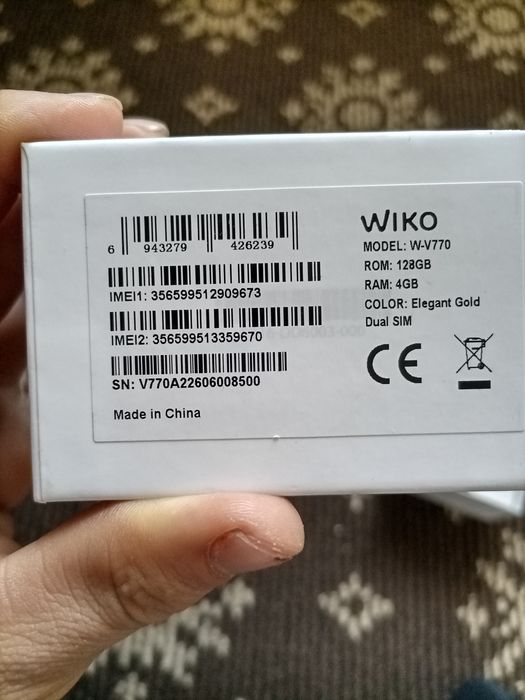 6 943279 426239
IMEI1: 356599512909673
IMEI2: 356599513359670
SN: V770A22606008500
Made in China
WIKO
MODEL: W-V770
ROM: 128GB
RAM: 4GB
COLOR: Elegant Gold
Dual SIM
CE